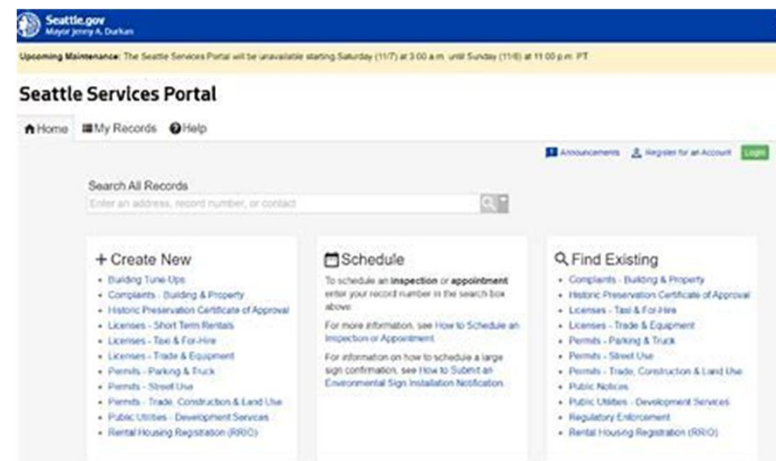 Seattle.gov
Mayor Jenny A. Durkan
Upcoming Maintenance: The Seattle Services Portal will be unavailable starting Saturday (11/7) at 3:00 a.m. until Sunday (11/8) at 11:00 p.m. PT
Seattle Services Portal
Home My Records Help
Announcements Register for an Account Login
Search All Records
Enter an address, record number, or contact
+ Create New
• Building Tune-Ups
• Complaints - Building & Property
• Historic Preservation Certificate of Approval
• Licenses - Short Term Rentals
• Licenses - Taxi & For-Hire
• Licenses - Trade & Equipment
• Permits - Parking & Truck
• Permits - Street Use
• Permits - Trade, Construction & Land Use
• Public Utilities - Development Services
• Rental Housing Registration (RRIO)
Schedule
To schedule an inspection or appointment
enter your record number in the search box
above.
For more information, see How to Schedule an
Inspection or Appointment.
For information on how to schedule a large
sign confirmation, see How to Submit an
Environmental Sign Installation Notification.
Find Existing
• Complaints - Building & Property
• Historic Preservation Certificate of Approval
• Licenses - Taxi & For-Hire
• Licenses - Trade & Equipment
• Permits - Parking & Truck
• Permits - Street Use
• Permits - Trade, Construction & Land Use
• Public Notices
• Public Utilities - Development Services
• Regulatory Enforcement
• Rental Housing Registration (RRIO)